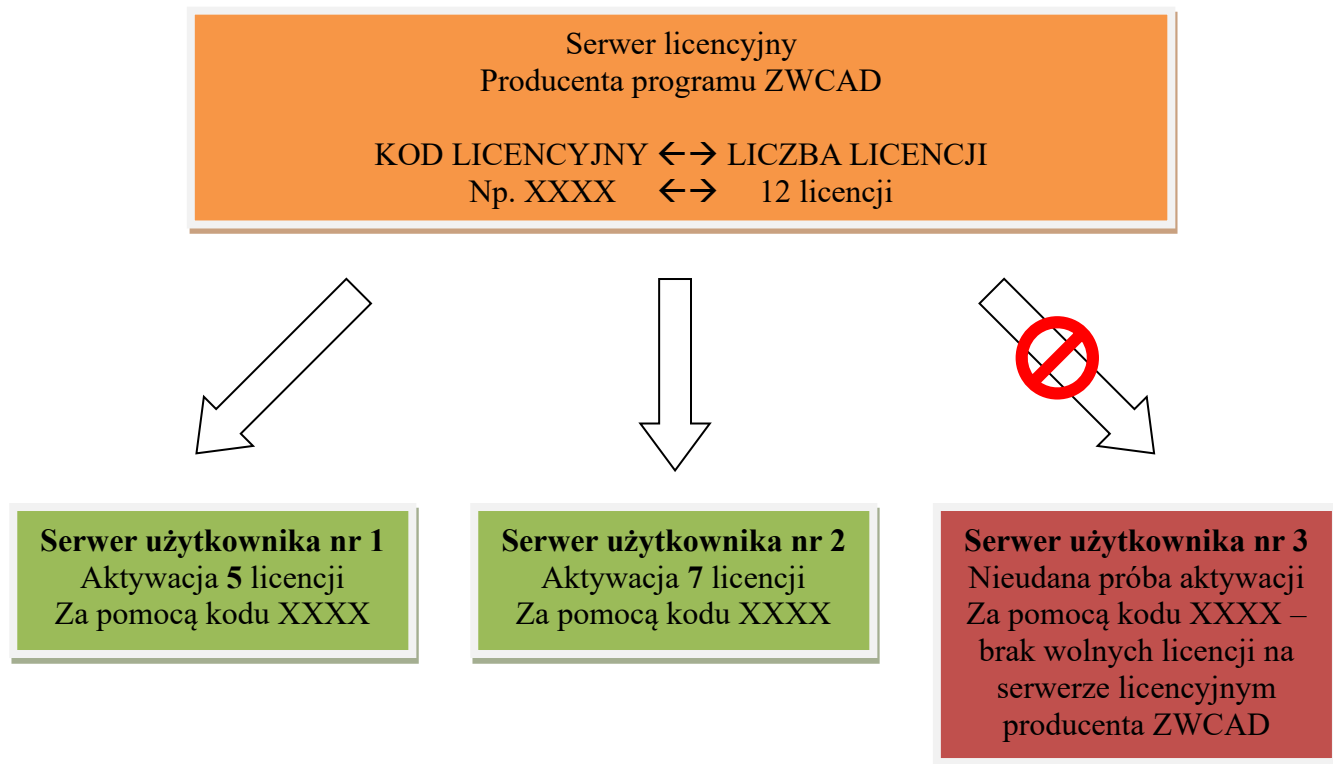 Serwer licencyjny
Producenta programu ZWCAD
KOD LICENCYJNY ←→ LICZBA LICENCJI
Np. XXXX ←→ 12 licencji
Serwer użytkownika nr 1
Aktywacja 5 licencji
Za pomocą kodu XXXX
Serwer użytkownika nr 2
Aktywacja 7 licencji
Za pomocą kodu XXXX
Serwer użytkownika nr 3
Nieudana próba aktywacji
Za pomocą kodu XXXX –
brak wolnych licencji na
serwerze licencyjnym
producenta ZWCAD